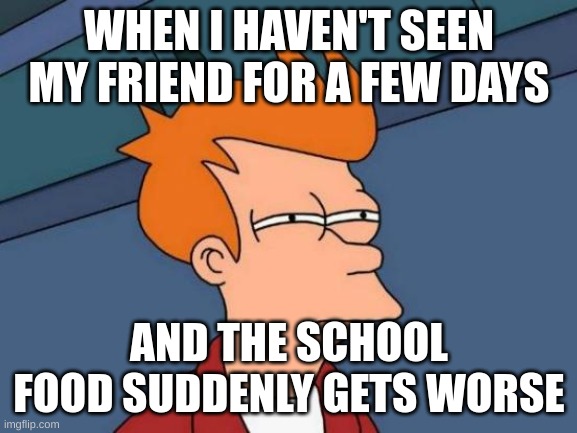 WHEN I HAVEN'T SEEN
MY FRIEND FOR A FEW DAYS
AND THE SCHOOL
FOOD SUDDENLY GETS WORSE
imgflip.com